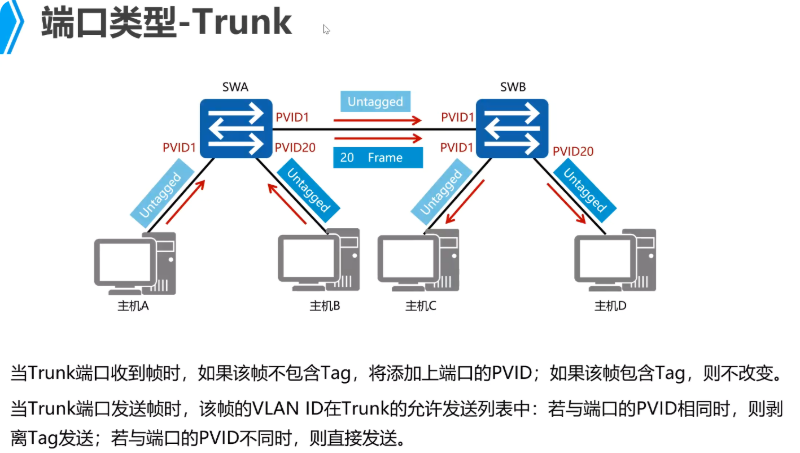 端口类型-Trunk
SWA
SWB
Untagged
PVID1
PVID1
PVID1
PVID20
20 Frame
PVID1
PVID20
Untagged
Untagged
Untagged
Untagged
主机A
主机B
主机C
主机D
当Trunk端口收到帧时，如果该帧不包含Tag，将添加上端口的PVID；如果该帧包含Tag，则不改变。
当Trunk端口发送帧时，该帧的VLAN ID在Trunk的允许发送列表中：若与端口的PVID相同时，则剥
离Tag发送；若与端口的PVID不同时，则直接发送。